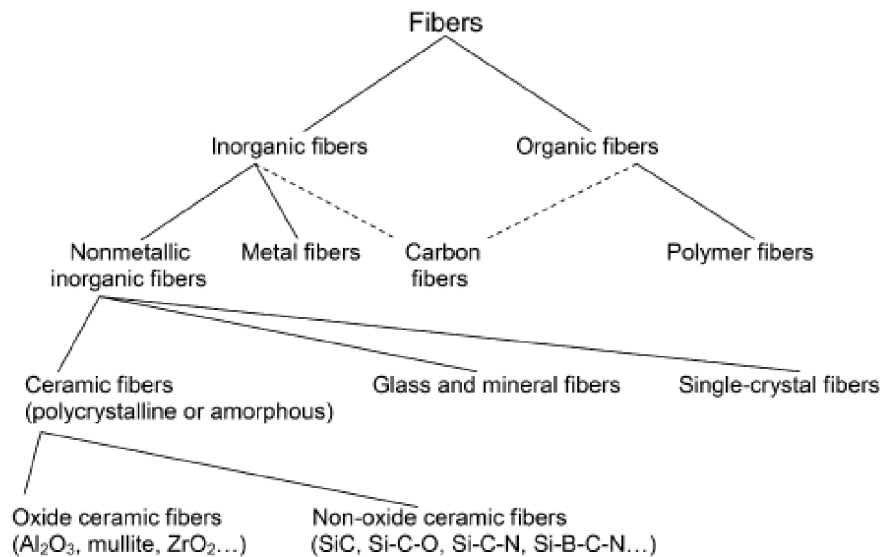 Fibers
Inorganic fibers
Organic fibers
Nonmetallic
inorganic fibers
Metal fibers
Carbon
fibers
Polymer fibers
Ceramic fibers
(polycrystalline or amorphous)
Glass and mineral fibers
Single-crystal fibers
Oxide ceramic fibers
(Al₂O₃, mullite, ZrO₂...)
Non-oxide ceramic fibers
(SiC, Si-C-O, Si-C-N, Si-B-C-N...)